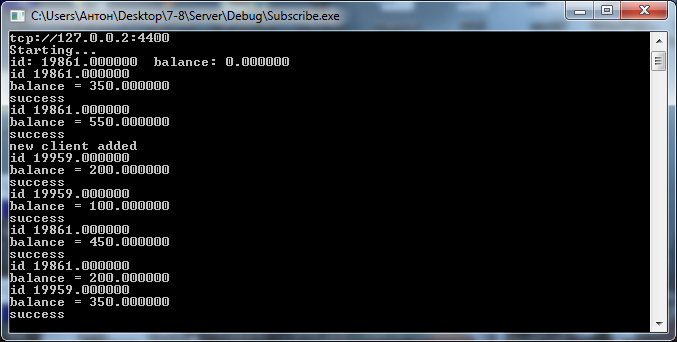 C:\Users\Антон\Desktop\7-8\Server\Debug\Subscribe.exe
tcp://127.0.0.2:4400
Starting...
id: 19861.000000  balance: 0.000000
id 19861.000000
balance = 350.000000
success
id 19861.000000
balance = 550.000000
success
new client added
id 19959.000000
balance = 200.000000
success
id 19959.000000
balance = 100.000000
success
id 19861.000000
balance = 450.000000
success
id 19861.000000
balance = 200.000000
id 19959.000000
balance = 350.000000
success